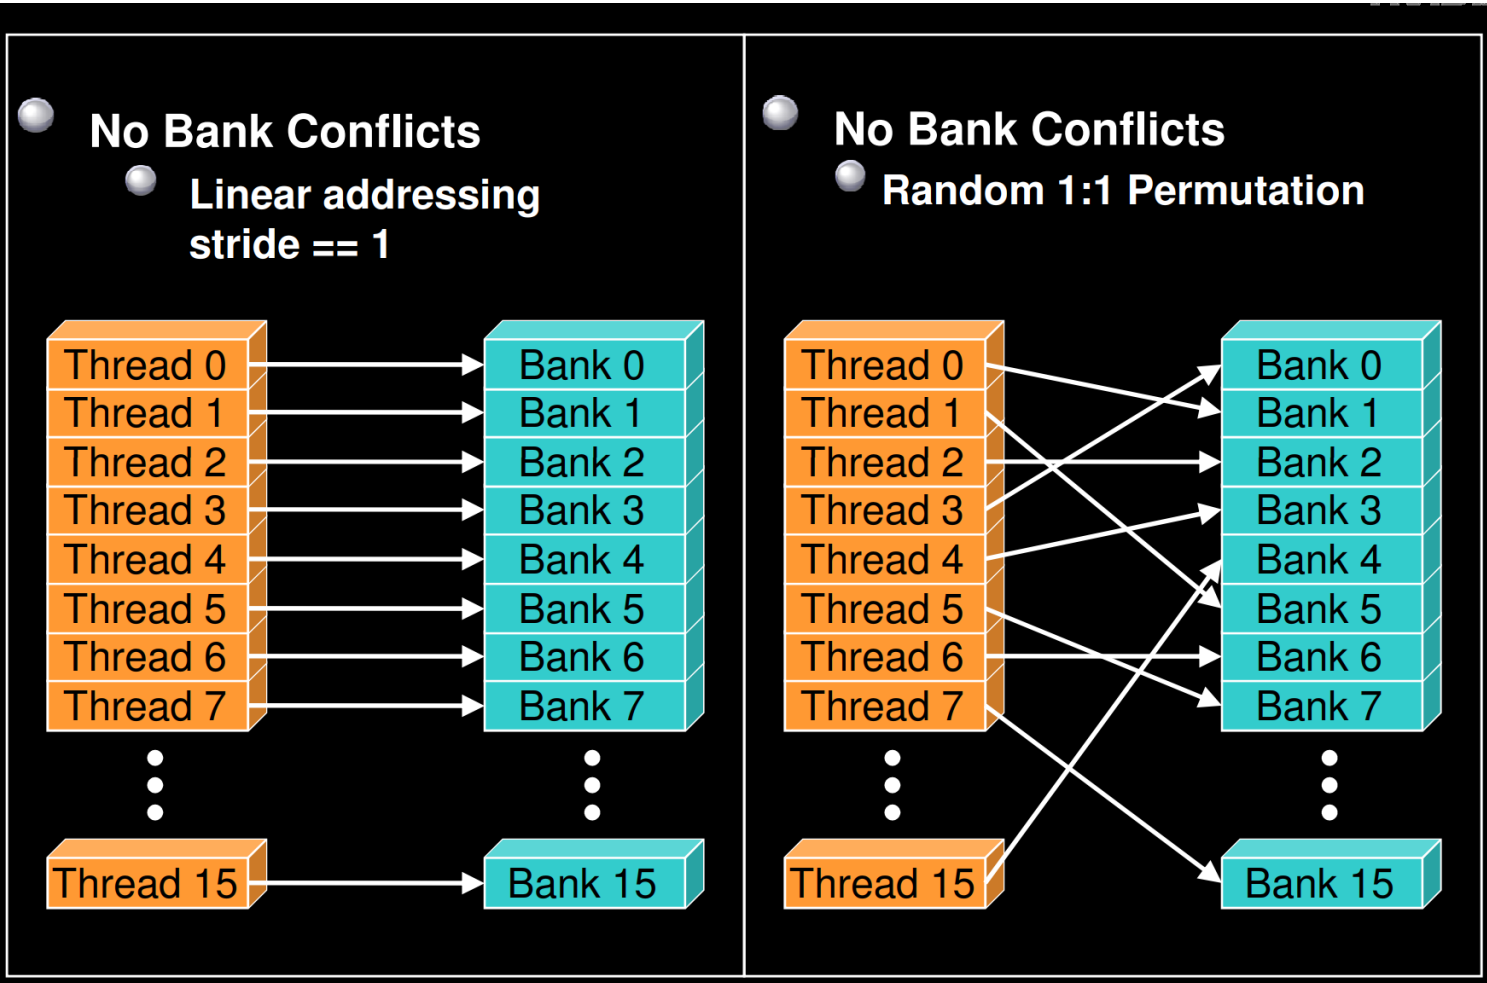 No Bank Conflicts
Linear addressing
stride == 1
Thread 0
Thread 1
Thread 2
Thread 3
Thread 4
Thread 5
Thread 6
Thread 7
Thread 15
Bank 0
Bank 1
Bank 2
Bank 3
Bank 4
Bank 5
Bank 6
Bank 7
Bank 15
No Bank Conflicts
Random 1:1 Permutation
Thread 0
Thread 1
Thread 2
Thread 3
Thread 4
Thread 5
Thread 6
Thread 7
Thread 15
Bank 0
Bank 1
Bank 2
Bank 3
Bank 4
Bank 5
Bank 6
Bank 7
Bank 15